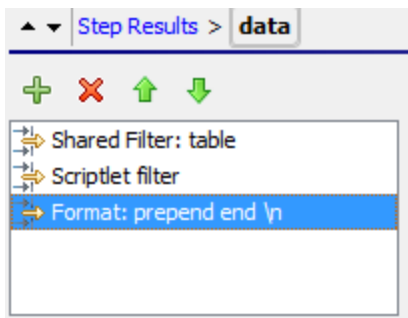 Step Results > data
Shared Filter: table
Scriptlet filter
Format: prepend end \n